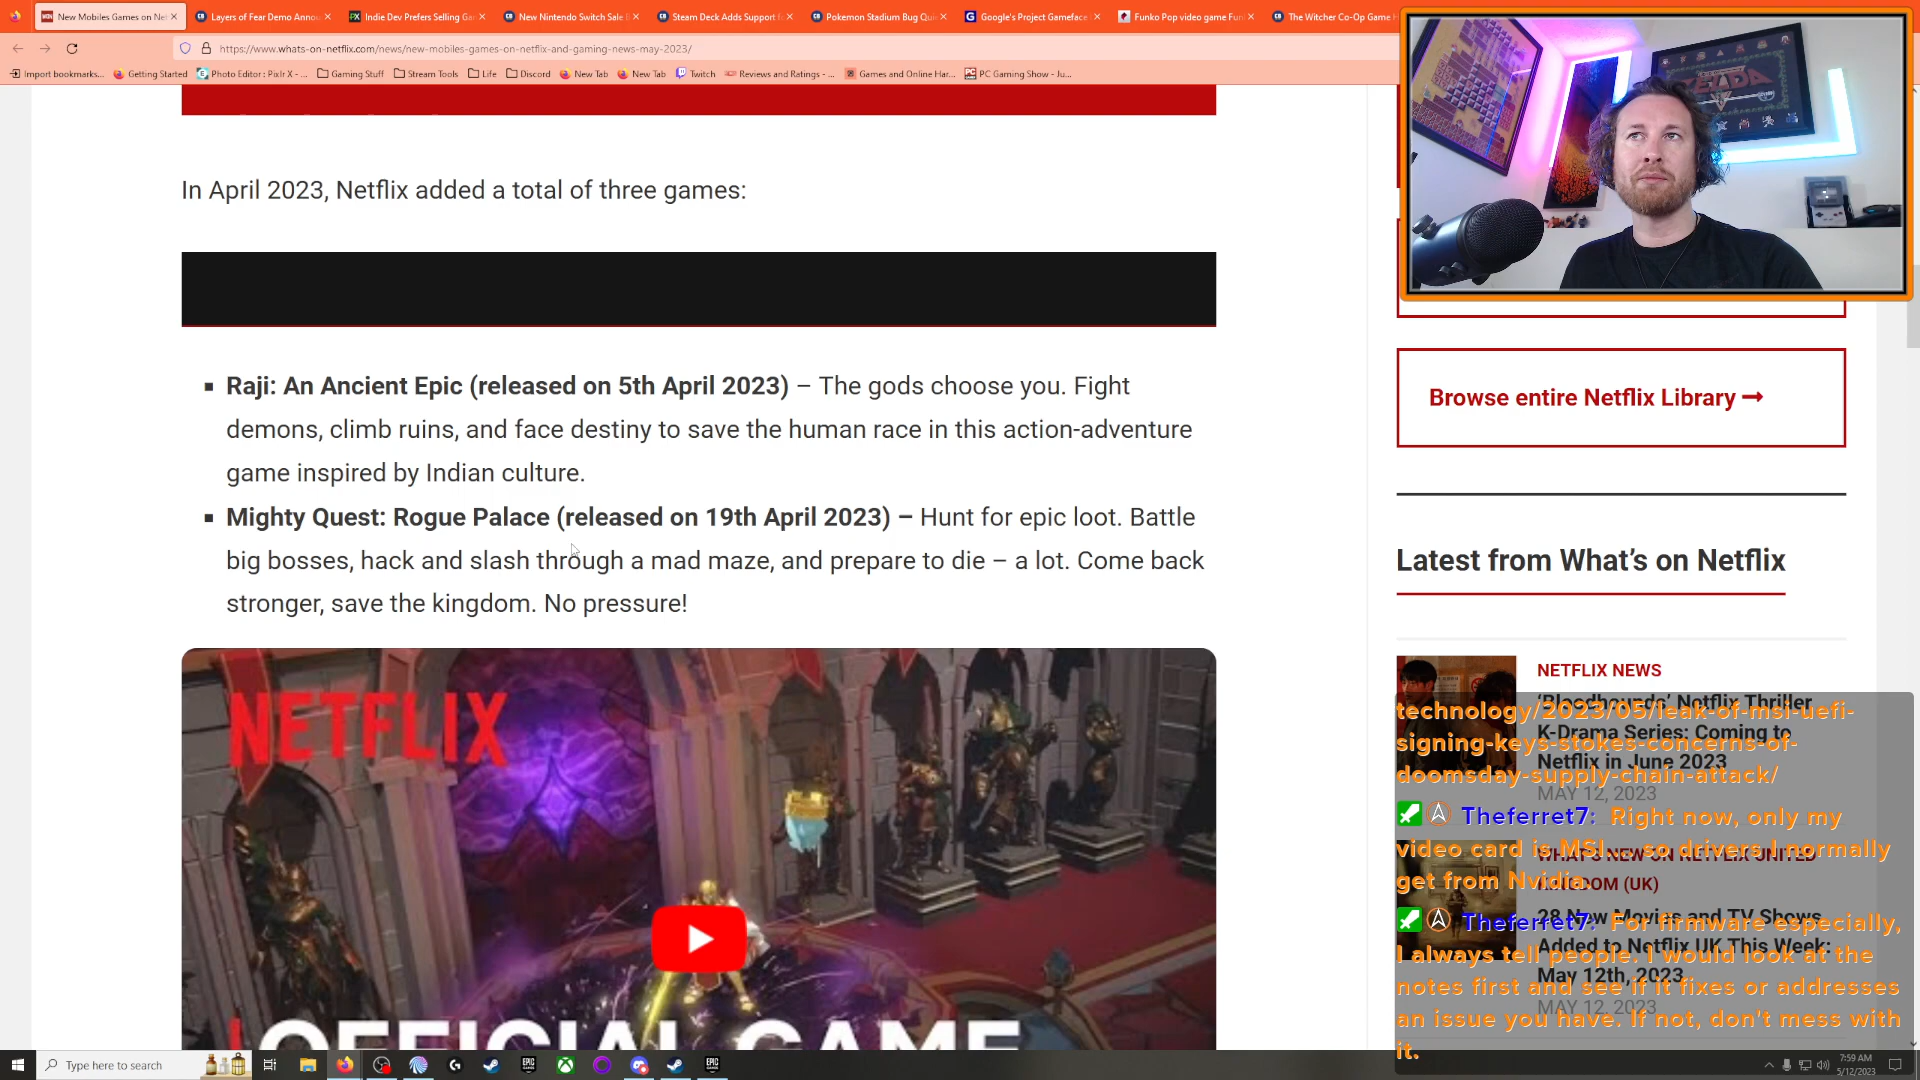 New Mobiles Games on Net
Layers of Fear Demo Annou
Indie Dev Prefers Selling Ga
New Nintendo Switch Sale
Steam Deck Adds Support f
Pokemon Stadium Bug Qui
Google's Project Gameface
Funko Pop video game Fun
The Witcher Co-Op Game H
https://www.whats-on-netflix.com/news/new-mobiles-games-on-netflix-and-gaming-news-may-2023/
Import bookmarks...
Getting Started
Photo Editor : Pixlr X - ...
Gaming Stuff
Stream Tools
Life
Discord
New Tab
New Tab
Twitch
Reviews and Ratings - ...
Games and Online Har...
PC Gaming Show - Ju...
ZELDA
In April 2023, Netflix added a total of three games:
Raji: An Ancient Epic (released on 5th April 2023) – The gods choose you. Fight
demons, climb ruins, and face destiny to save the human race in this action-adventure
game inspired by Indian culture.
Mighty Quest: Rogue Palace (released on 19th April 2023) – Hunt for epic loot. Battle
big bosses, hack and slash through a mad maze, and prepare to die – a lot. Come back
stronger, save the kingdom. No pressure!
NETFLIX
OFFICIAL GAME
Browse entire Netflix Library
Latest from What's on Netflix
NETFLIX NEWS
'Bloodhounds' Netflix Thriller
K-Drama Series: Coming to
Netflix in June 2023
MAY 12, 2023
WHAT'S NEW ON NETFLIX UNITED
KINGDOM (UK)
28 New Movies and TV Shows
Added to Netflix UK This Week:
May 12th, 2023
MAY 12, 2023
technology/2023/05/leak-of-msi-uefi-
signing-keys-stokes-concerns-of-
doomsday-supply-chain-attack/
Theferret7: Right now, only my
video card is MSI... so drivers I normally
get from Nvidia.
Theferret7: For firmware especially,
I always tell people. I would look at the
notes first and see if it fixes or addresses
an issue you have. If not, don't mess with
it.
Type here to search
7:59 AM
5/12/2023